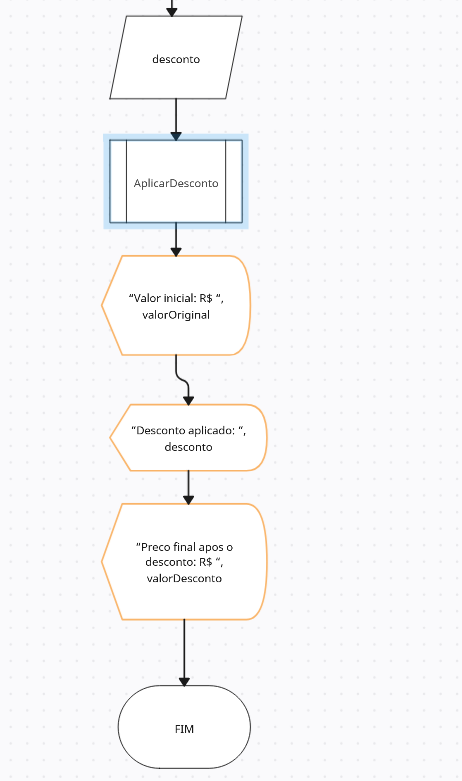 desconto
AplicarDesconto
“Valor inicial: R$ “,
valorOriginal
“Desconto aplicado: “,
desconto
“Preco final apos o
desconto: R$ “,
valorDesconto
FIM